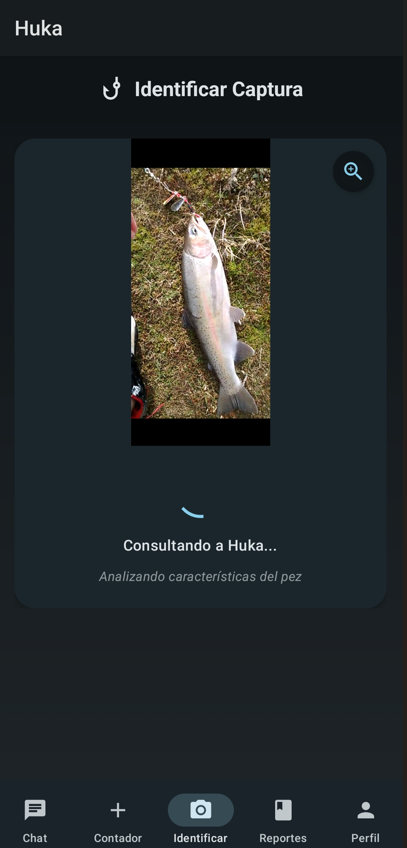 Huka
Identificar Captura
Consultando a Huka...
Analizando características del pez
Chat
Contador
Identificar
Reportes
Perfil